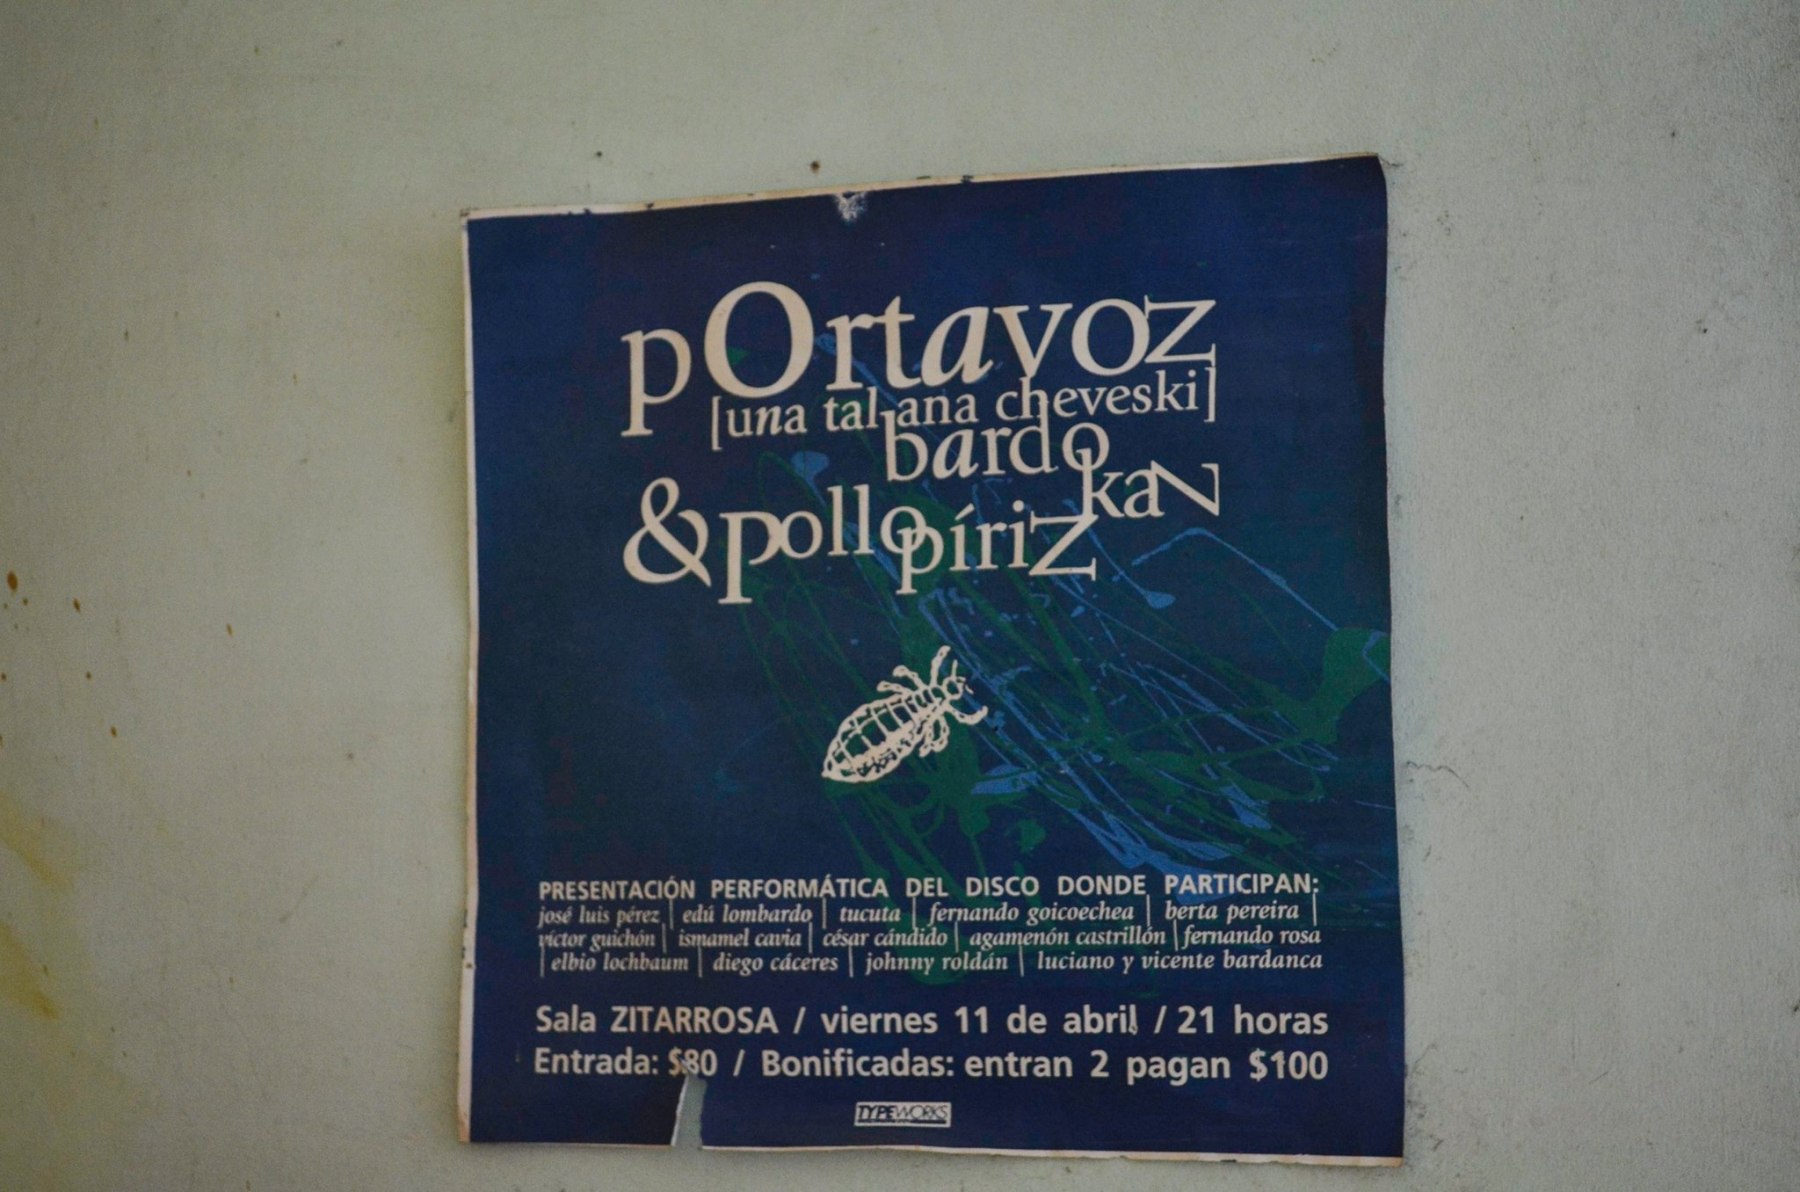 pOrtavoz
[una tal ana cheveski]
bardo
kaN
&pollo píriz
PRESENTACIÓN PERFORMÁTICA DEL DISCO DONDE PARTICIPAN:
josé luis pérez | edú lombardo | tucuta | fernando goicoechea | berta pereira |
víctor guichón | ismamel cavia | césar cándido | agamenón castrillón | fernando rosa
| elbio lochbaum | diego cáceres | johnny roldán | luciano y vicente bardanca
Sala ZITARROSA / viernes 11 de abril / 21 horas
Entrada: $80 / Bonificadas: entran 2 pagan $100
TYPEWORKS